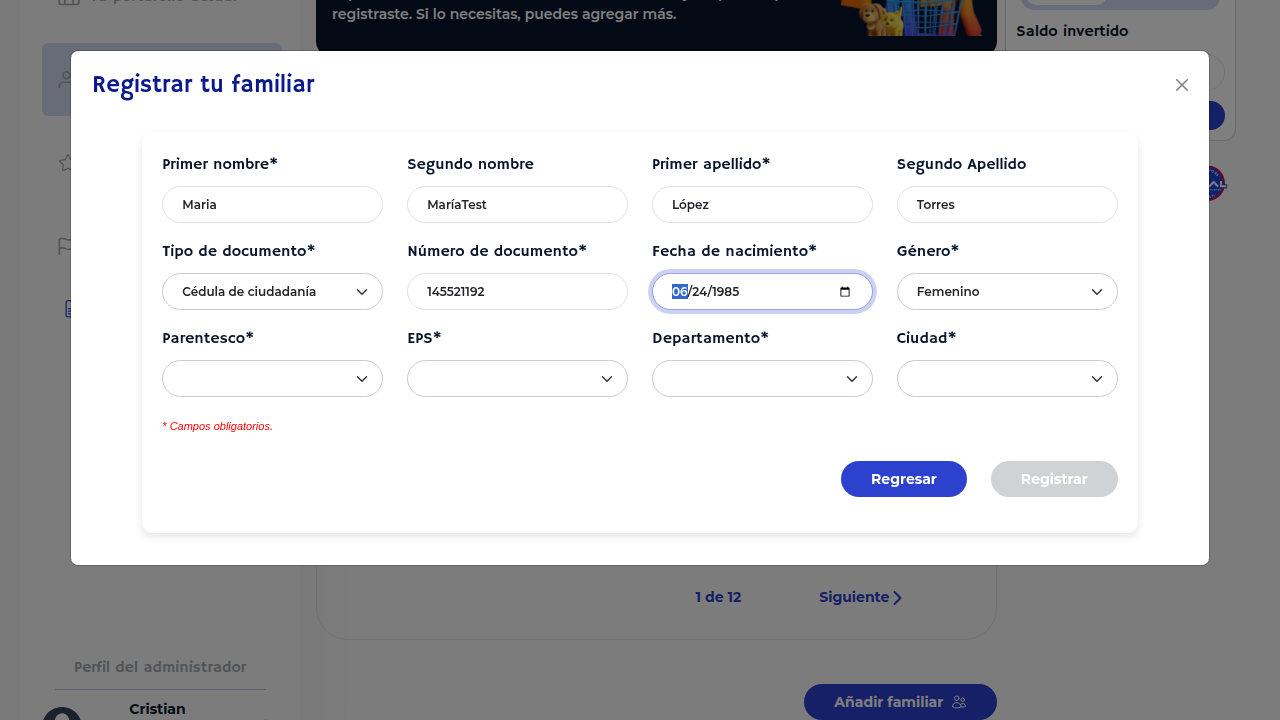 registraste. Si lo necesitas, puedes agregar más.
Saldo invertido
Registrar tu familiar
Primer nombre* Segundo nombre Primer apellido* Segundo Apellido
Maria MaríaTest López Torres
Tipo de documento* Número de documento* Fecha de nacimiento* Género*
Cédula de ciudadanía 145521192 06/24/1985 Femenino
Parentesco* EPS* Departamento* Ciudad*
* Campos obligatorios.
Regresar Registrar
1 de 12 Siguiente
Perfil del administrador
Añadir familiar
Cristian